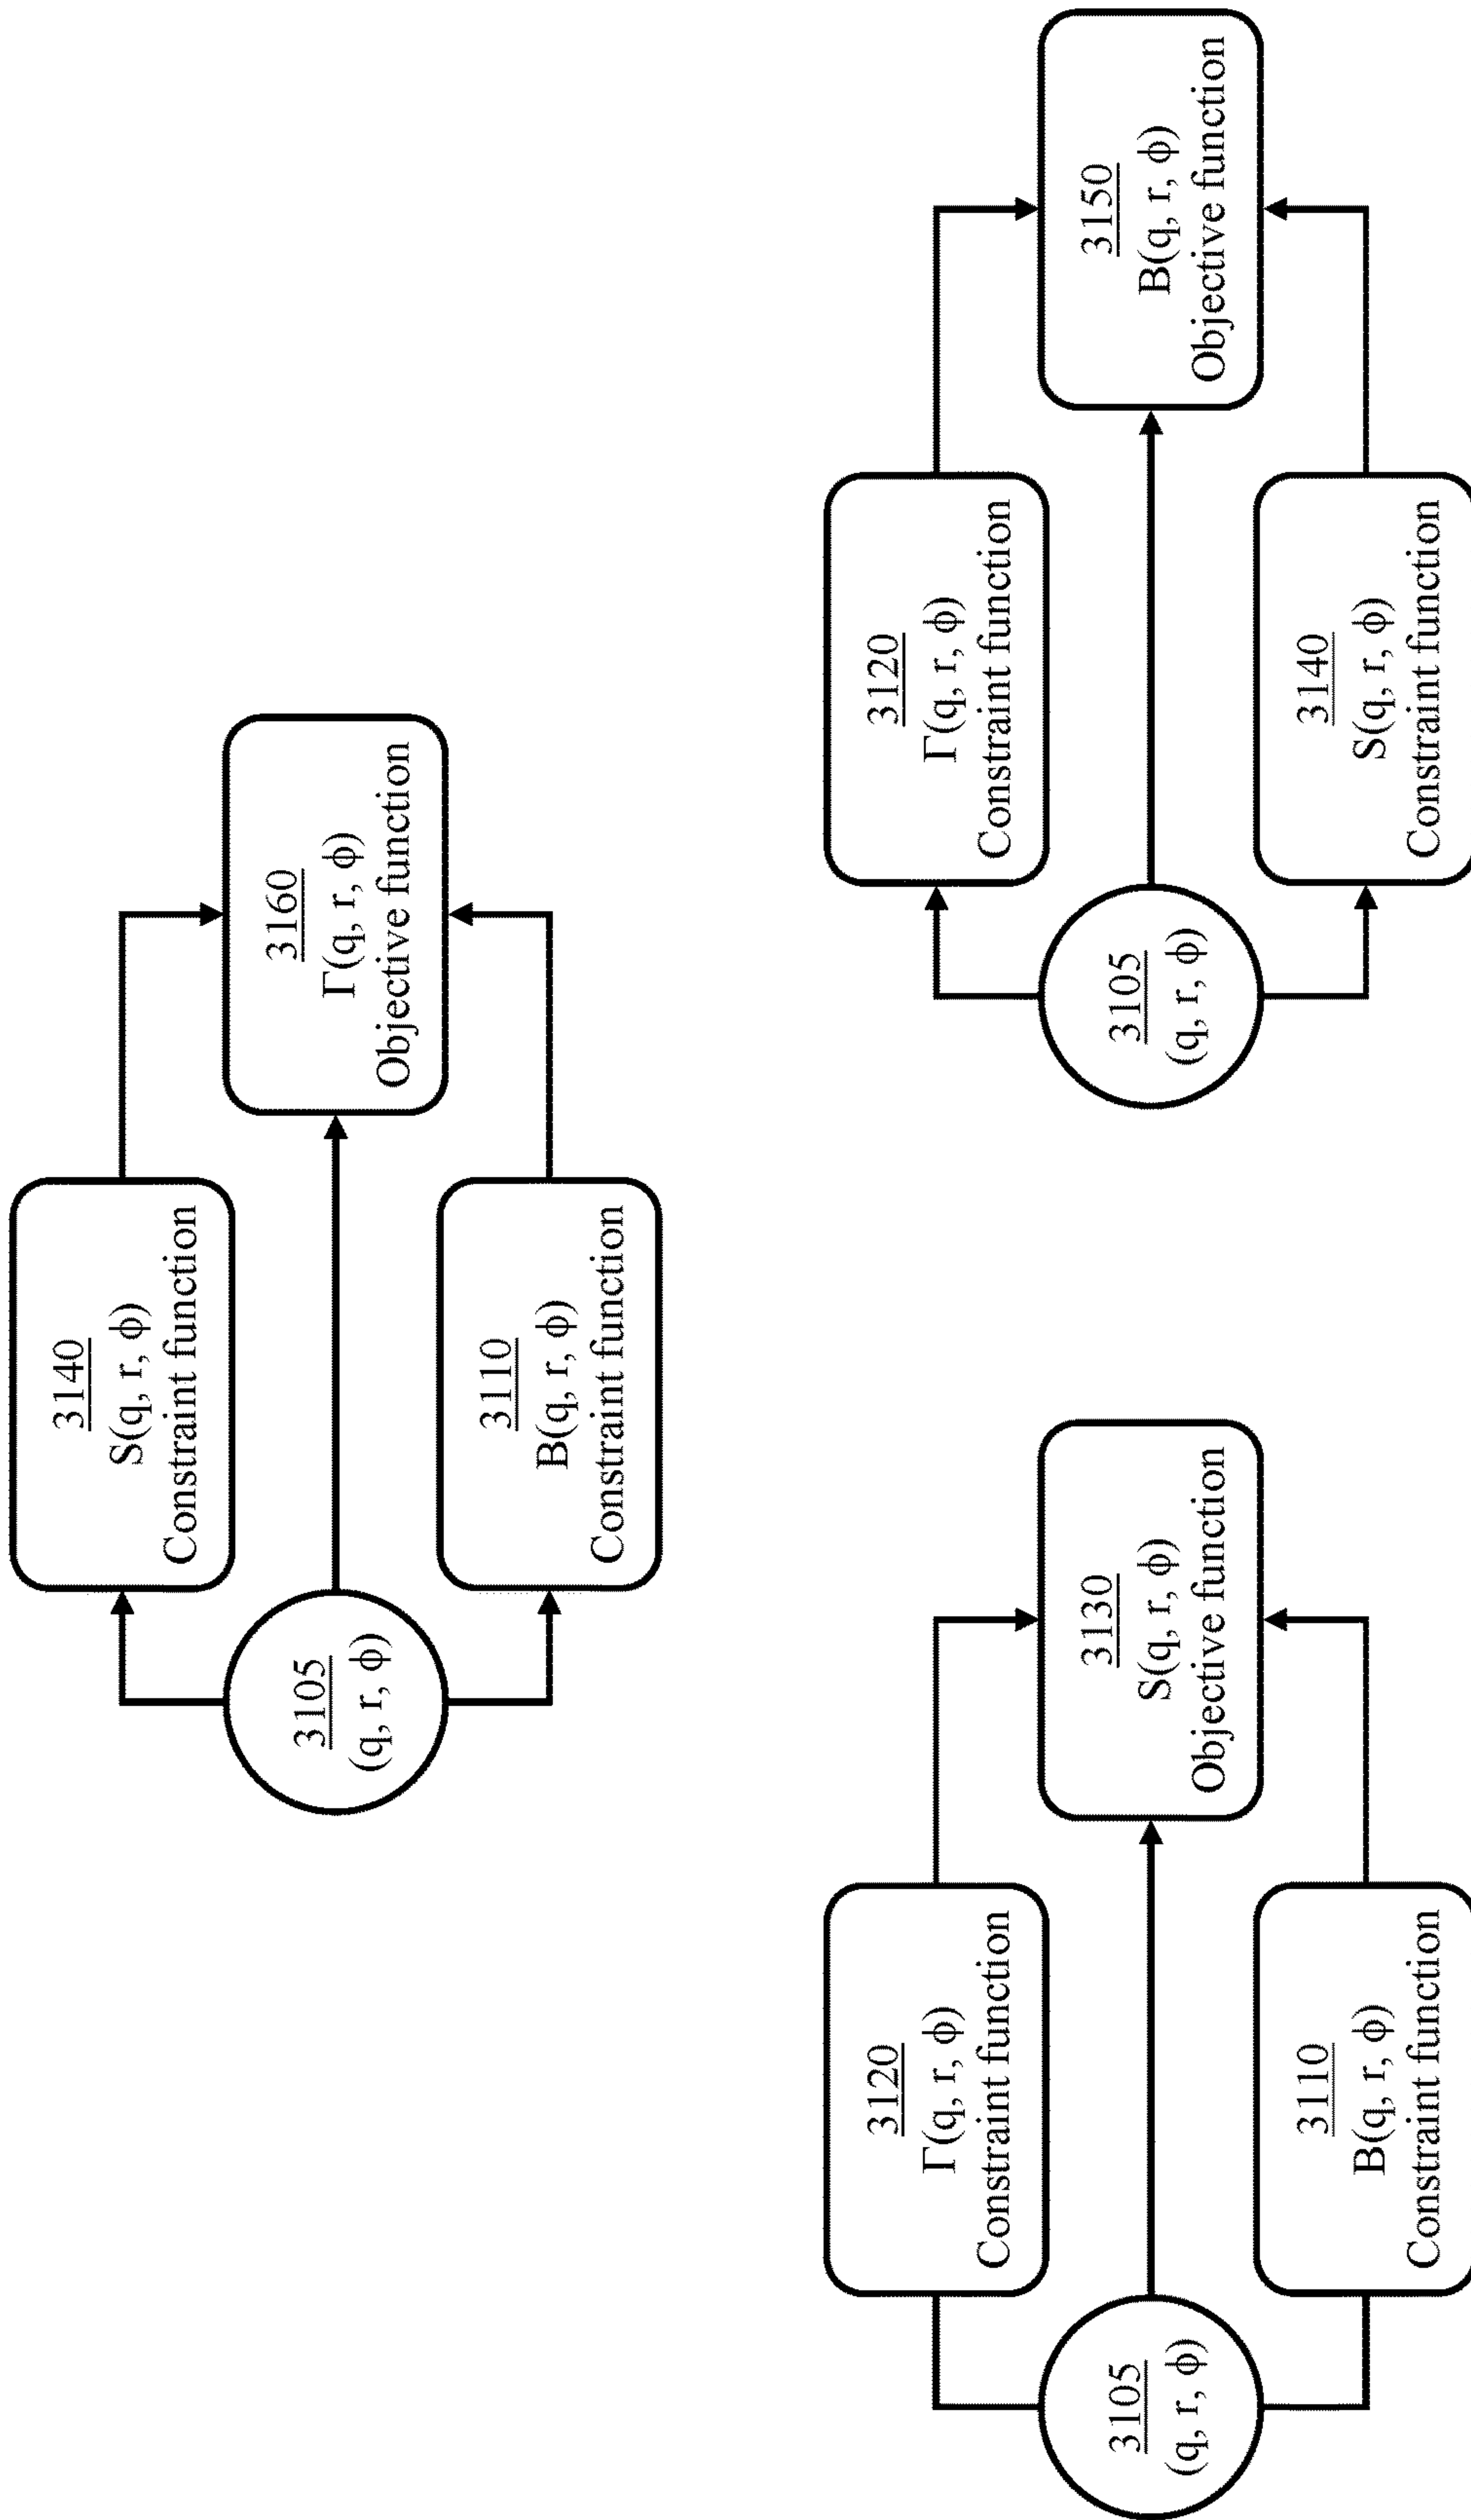 3140
S(q, r, ϕ)
Constraint function
3105
(q, r, ϕ)
3160
Γ(q, r, ϕ)
Objective function
3110
B(q, r, ϕ)
Constraint function
3120
Γ(q, r, ϕ)
Constraint function
3105
(q, r, ϕ)
3130
S(q, r, ϕ)
Objective function
3110
B(q, r, ϕ)
Constraint function
3120
Γ(q, r, ϕ)
Constraint function
3105
(q, r, ϕ)
3150
B(q, r, ϕ)
Objective function
3140
S(q, r, ϕ)
Constraint function